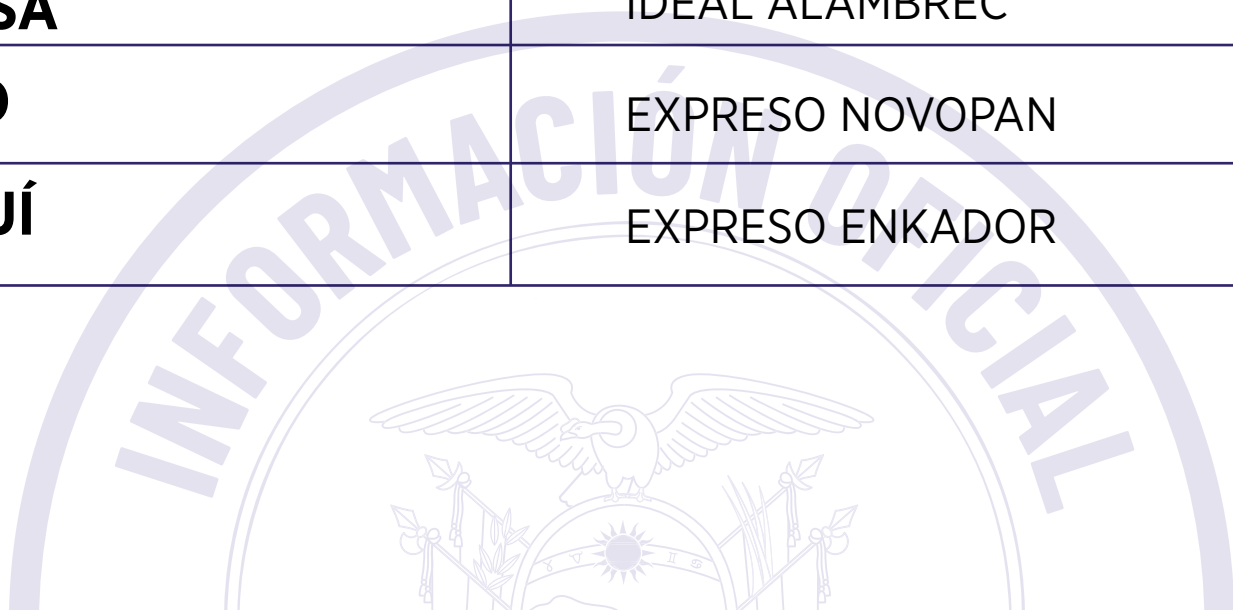 SA IDEAL ALAMBREC
O EXPRESO NOVOPAN
UÍ EXPRESO ENKADOR
INFORMACIÓN OFICIAL